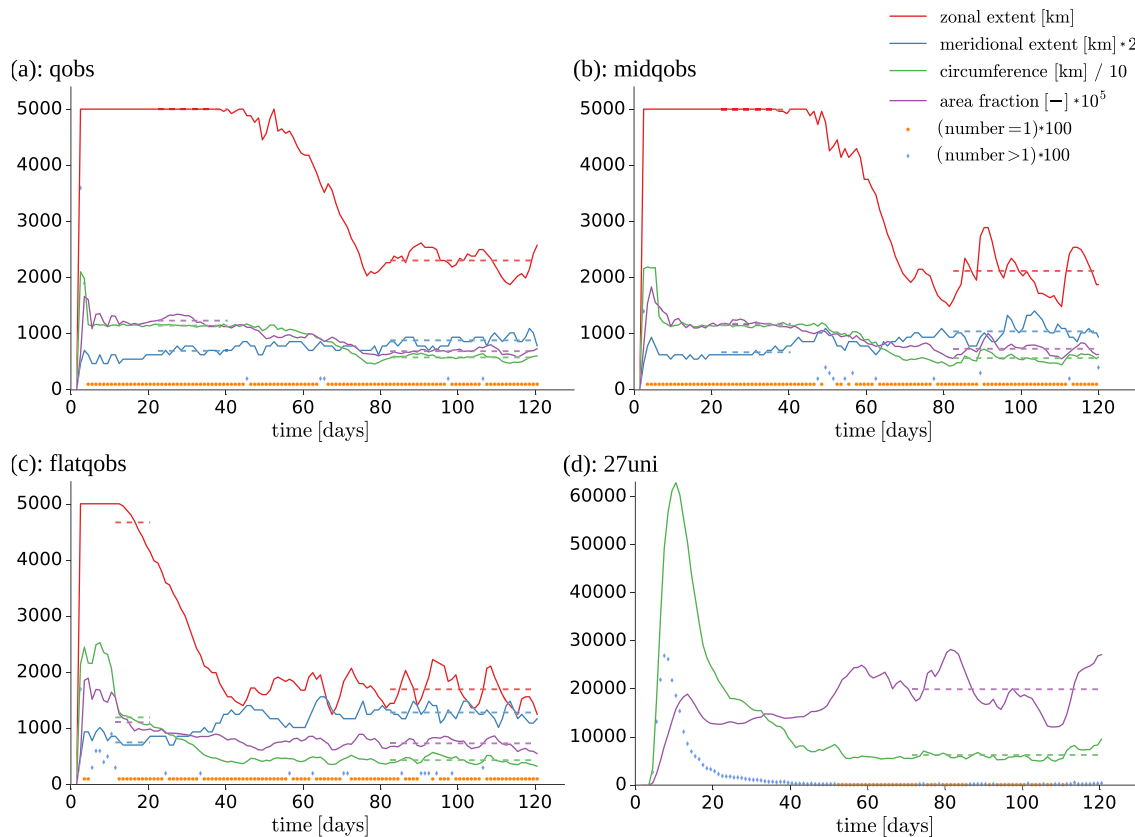 zonal extent [km]
meridional extent [km]*2
circumference [km] / 10
area fraction [−]*10⁵
(number=1)*100
(number>1)*100
(a): qobs
5000
4000
3000
2000
1000
0
0 20 40 60 80 100 120
time [days]
(b): midqobs
5000
4000
3000
2000
1000
0
0 20 40 60 80 100 120
time [days]
(c): flatqobs
5000
4000
3000
2000
1000
0
0 20 40 60 80 100 120
time [days]
(d): 27uni
60000
50000
40000
30000
20000
10000
0
0 20 40 60 80 100 120
time [days]